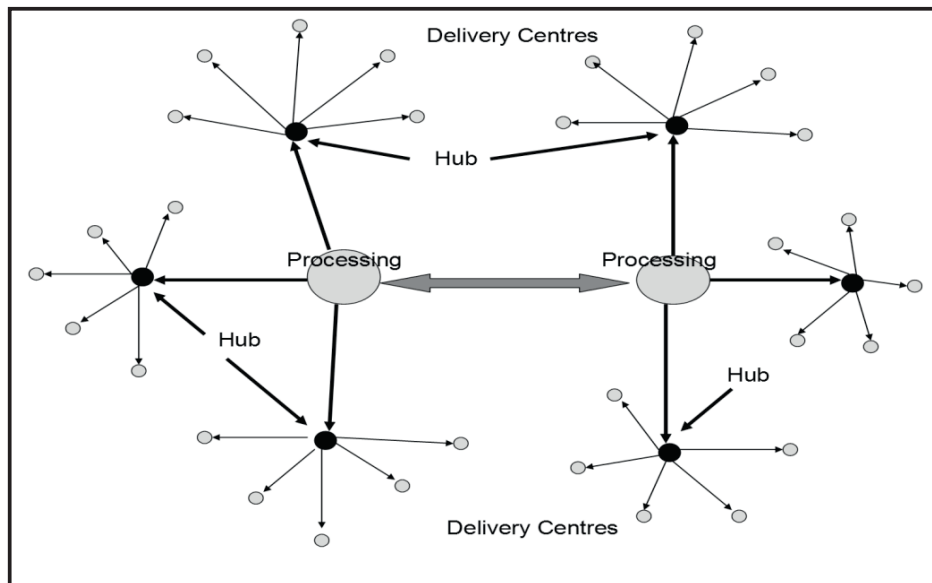 Delivery Centres
Hub
Processing
Processing
Hub
Hub
Delivery Centres